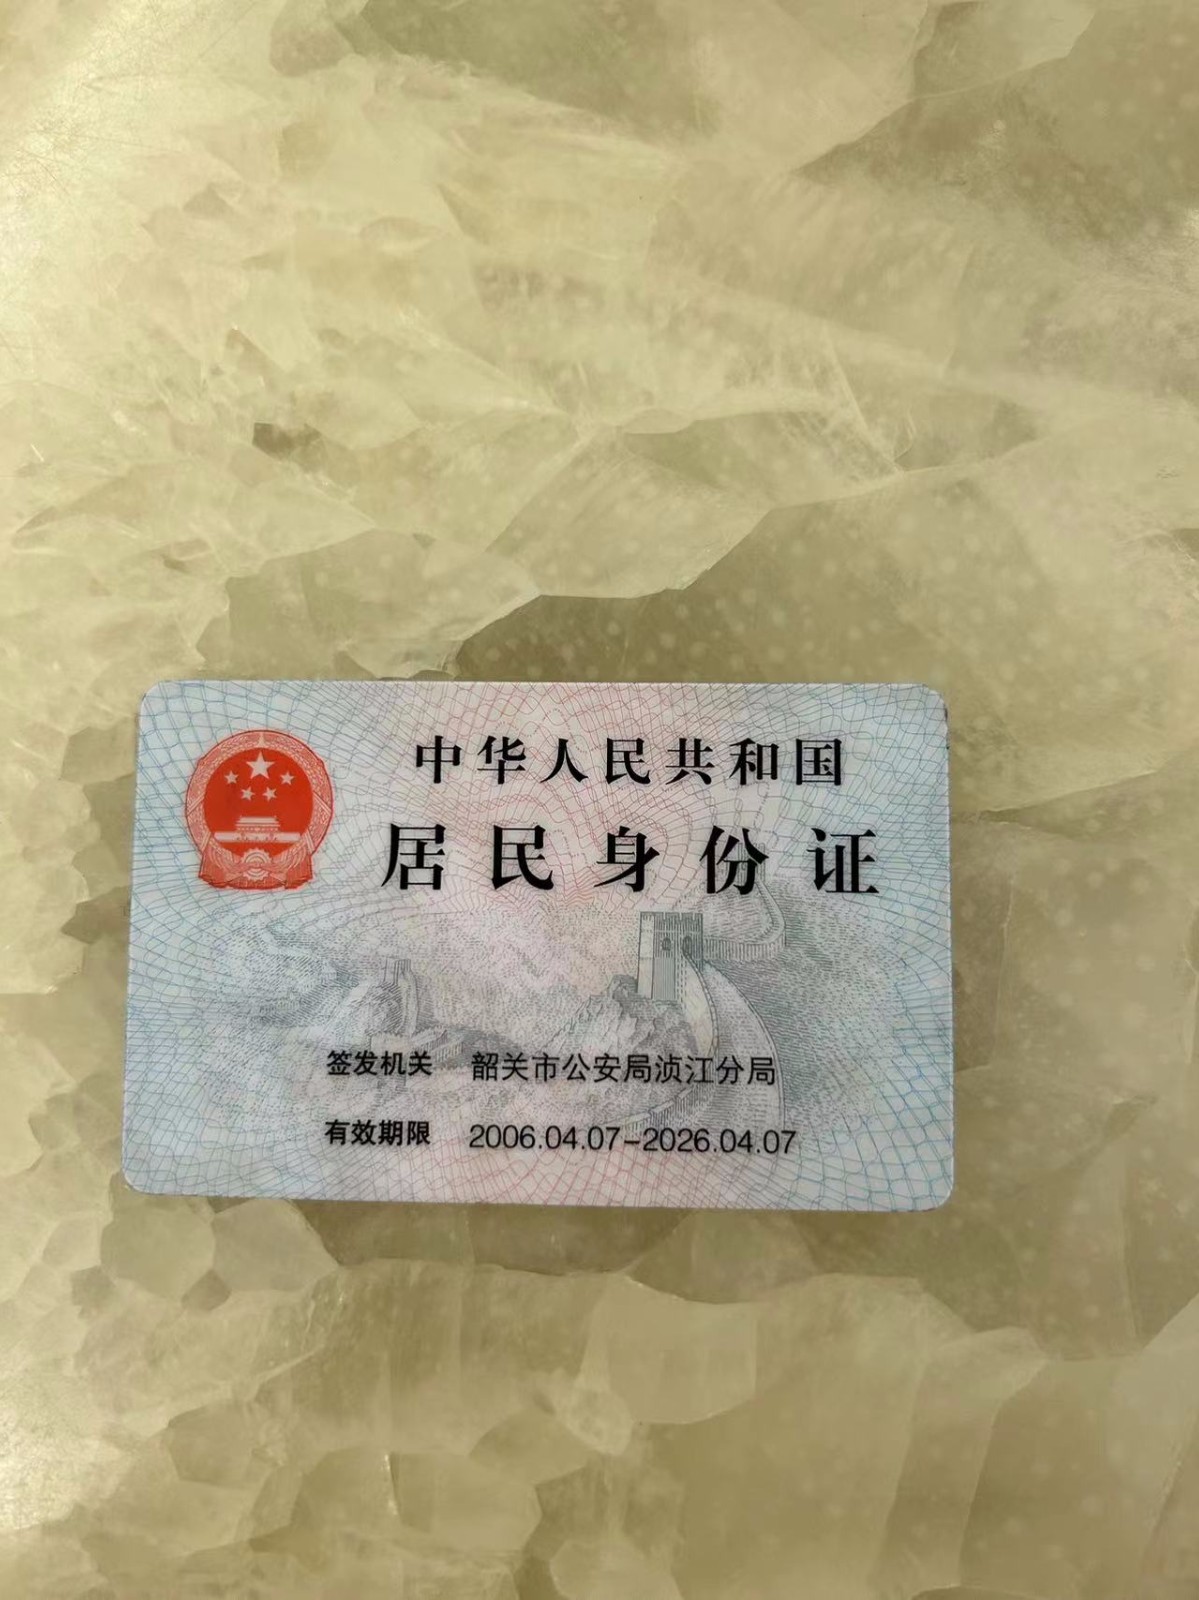 中华人民共和国
居民身份证
签发机关 韶关市公安局浈江分局
有效期限 2006.04.07-2026.04.07